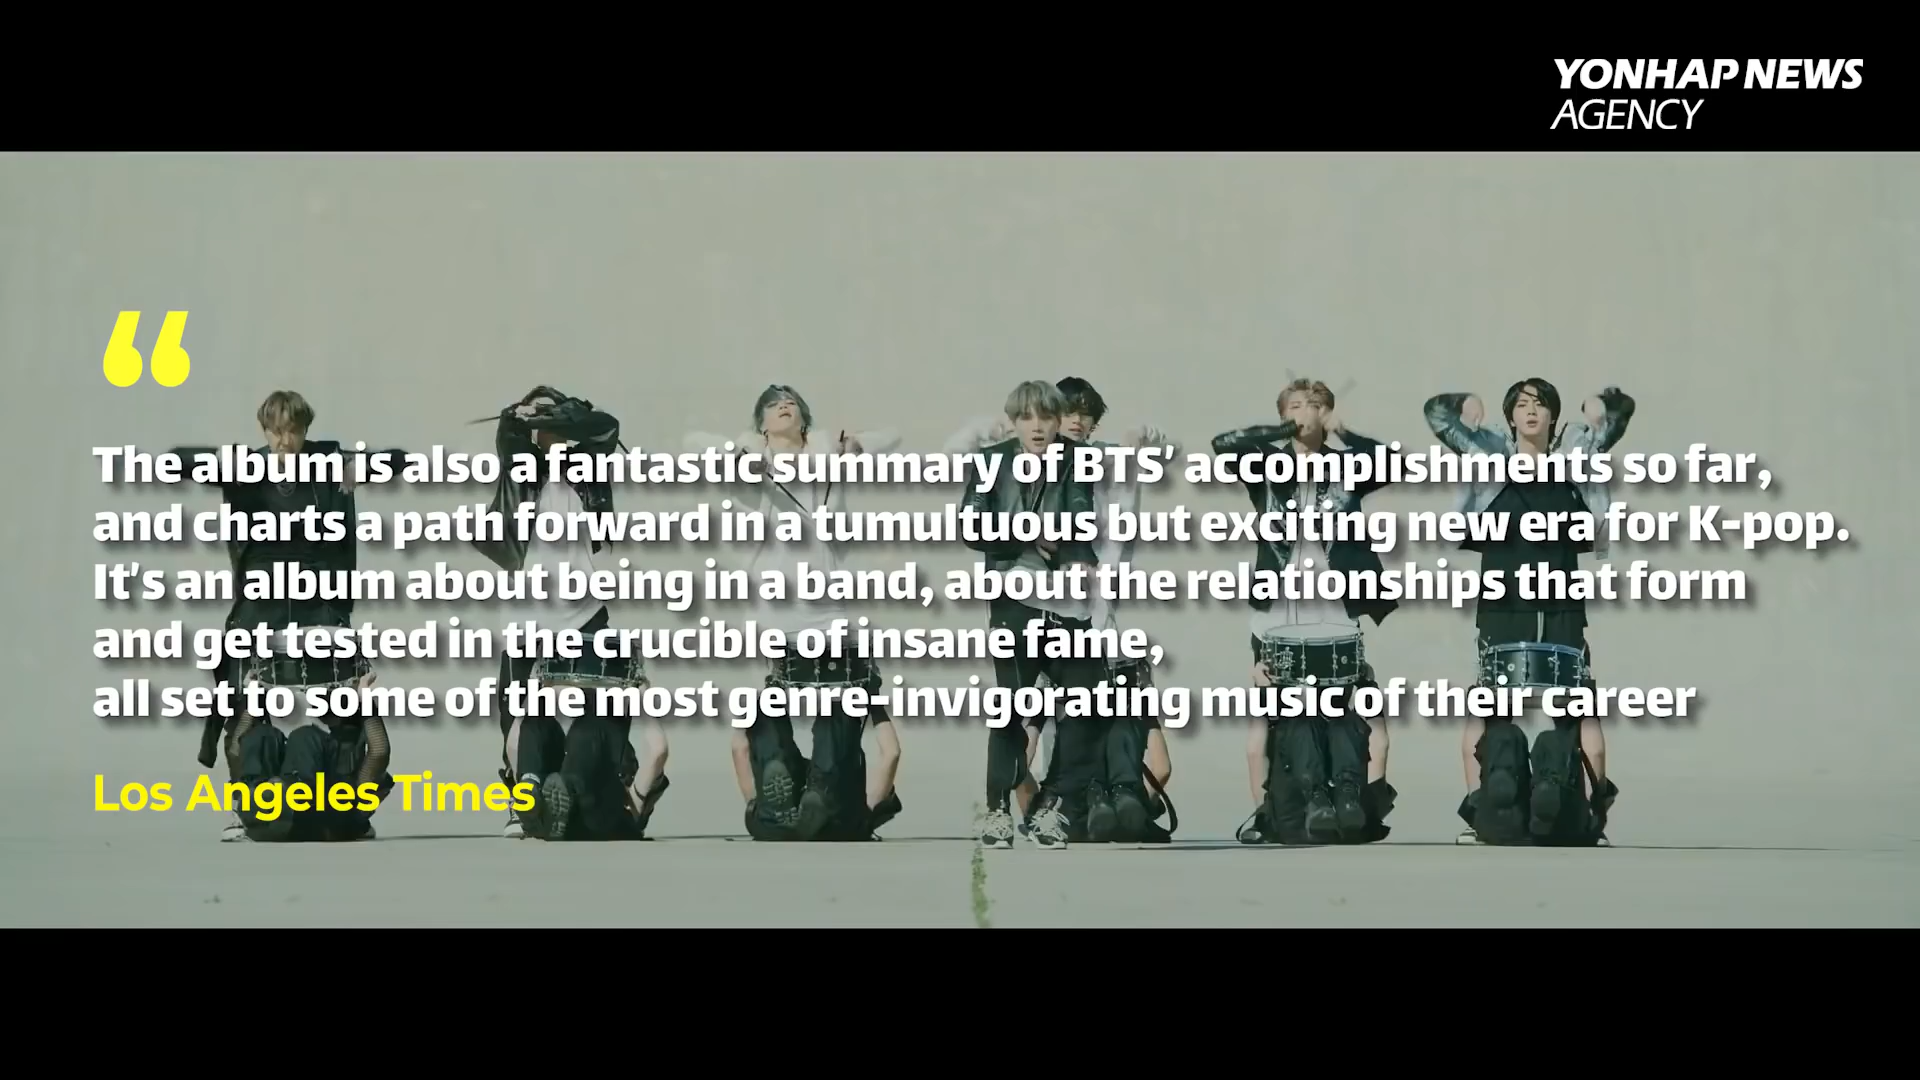 YONHAP NEWS
AGENCY
“
The album is also a fantastic summary of BTS’ accomplishments so far,
and charts a path forward in a tumultuous but exciting new era for K-pop.
It's an album about being in a band, about the relationships that form
and get tested in the crucible of insane fame,
all set to some of the most genre-invigorating music of their career
Los Angeles Times